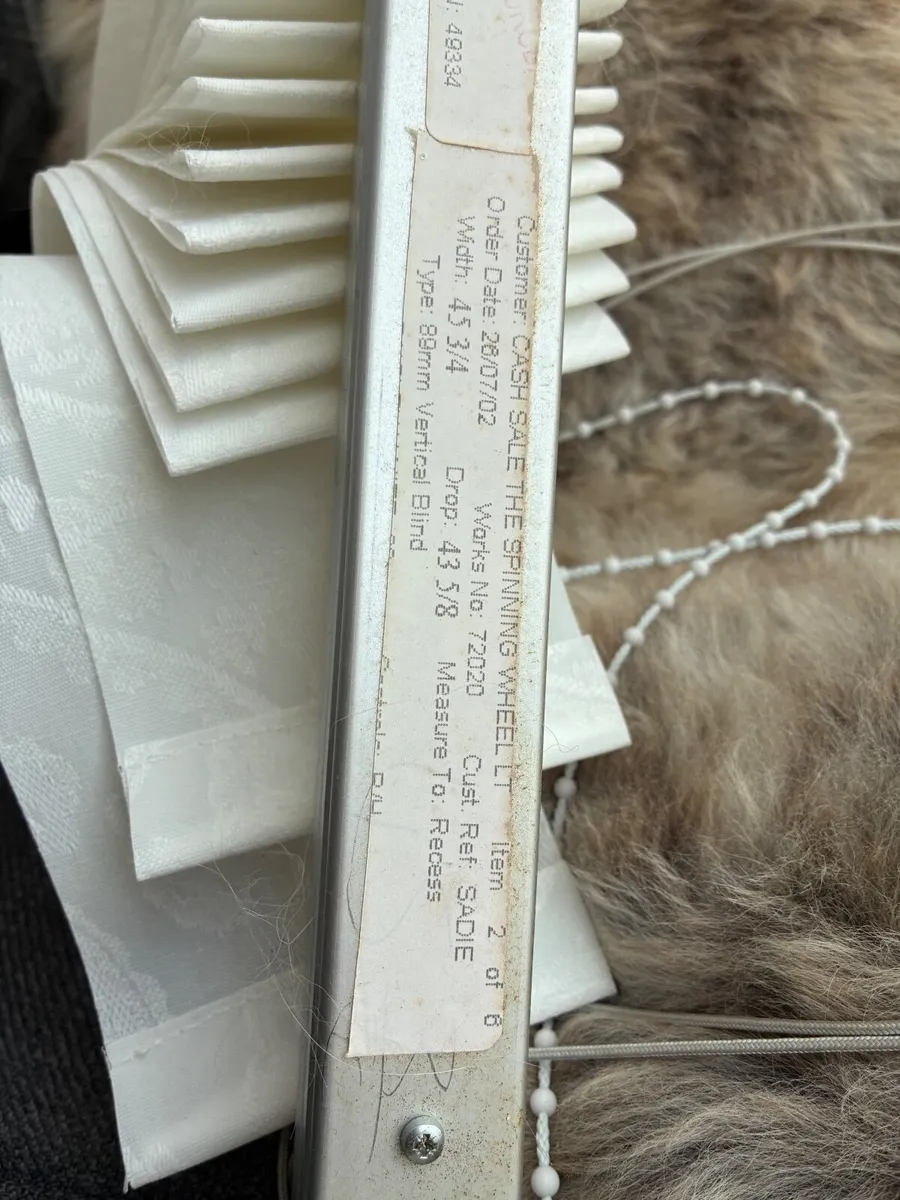 49334
Customer: CASH SALE THE SPINNING WHEEL LT Item 2 of 6
Order Date: 28/07/02 Works No: 72020 Cust. Ref: SADIE
Width: 45 3/4 Drop: 43 5/8 Measure To: Recess
Type: 89mm Vertical Blind